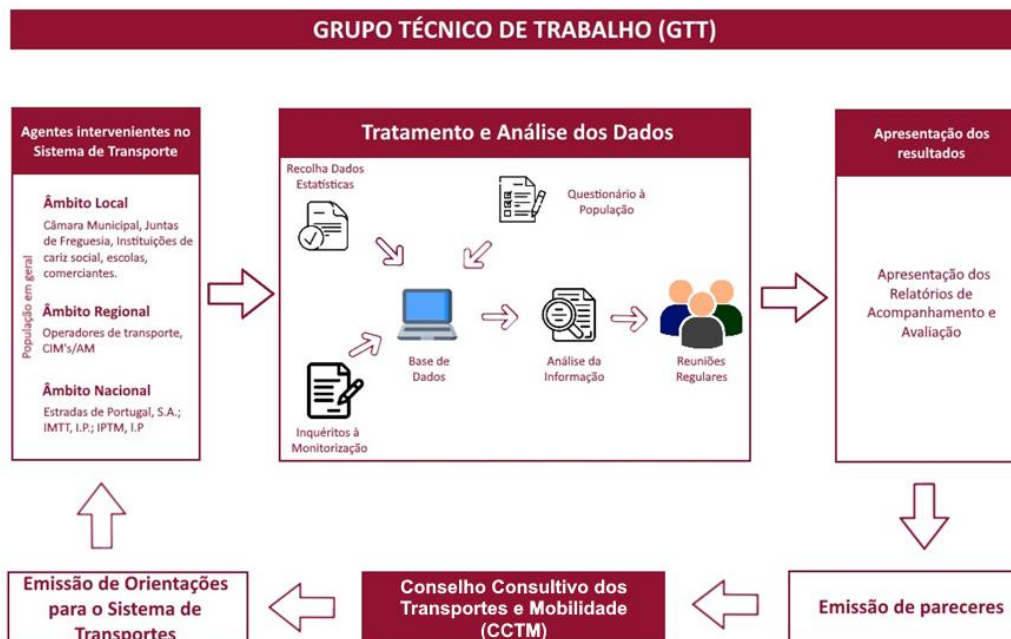 GRUPO TÉCNICO DE TRABALHO (GTT)
Agentes intervenientes no
Sistema de Transporte
População em geral
Âmbito Local
Câmara Municipal, Juntas
de Freguesia, Instituições de
cariz social, escolas,
comerciantes.
Âmbito Regional
Operadores de transporte,
CIM's/AM
Âmbito Nacional
Estradas de Portugal, S.A.;
IMTT, I.P.; IPTM, I.P
Tratamento e Análise dos Dados
Recolha Dados
Estatísticas
Questionário à
População
Base de
Dados
Análise da
Informação
Reuniões
Regulares
Inquéritos à
Monitorização
Apresentação dos
resultados
Apresentação dos
Relatórios de
Acompanhamento e
Avaliação
Emissão de Orientações
para o Sistema de
Transportes
Conselho Consultivo dos
Transportes e Mobilidade
(CCTM)
Emissão de pareceres